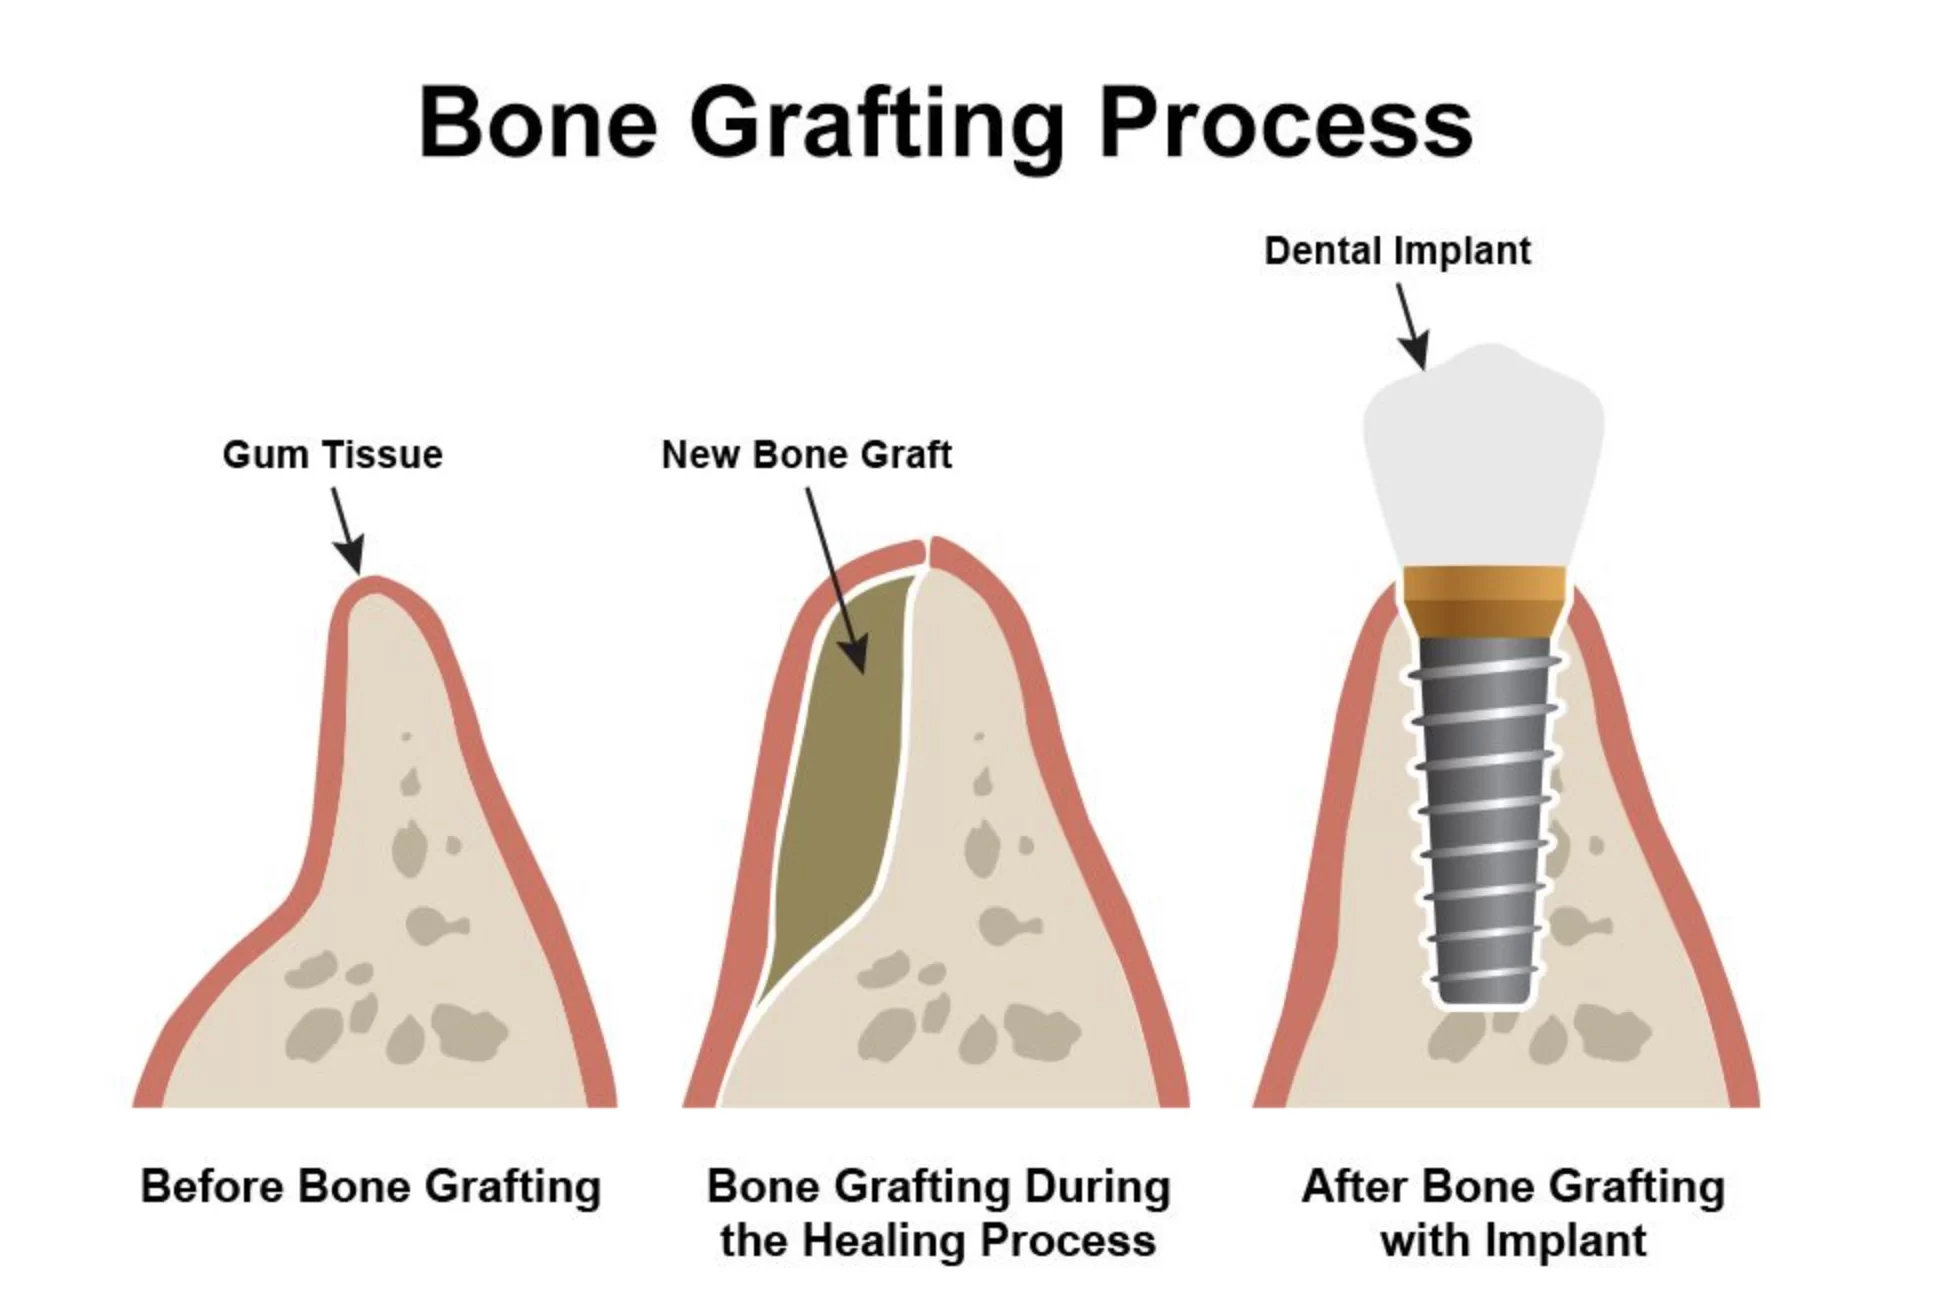 Bone Grafting Process
Dental Implant
Gum Tissue
New Bone Graft
Before Bone Grafting
Bone Grafting During
the Healing Process
After Bone Grafting
with Implant